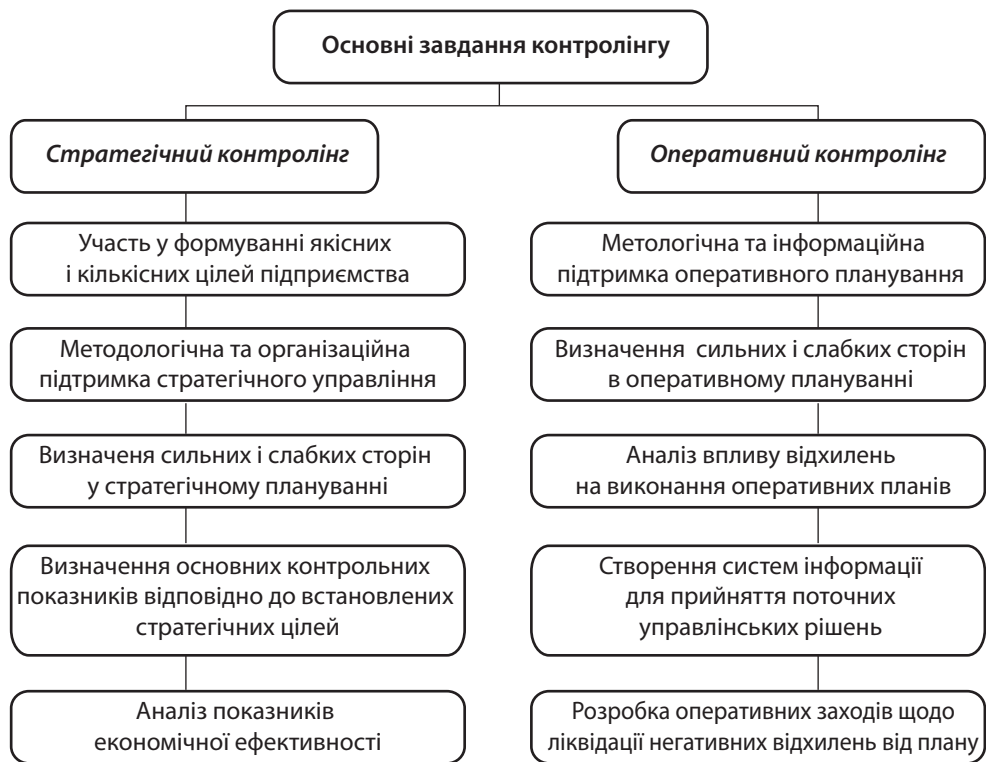 Основні завдання контролінгу
Стратегічний контролінг
Участь у формуванні якісних
і кількісних цілей підприємства
Методологічна та організаційна
підтримка стратегічного управління
Визначеня сильних і слабких сторін
у стратегічному плануванні
Визначення основних контрольних
показників відповідно до встановлених
стратегічних цілей
Аналіз показників
економічної ефективності
Оперативний контролінг
Метологічна та інформаційна
підтримка оперативного планування
Визначення сильних і слабких сторін
в оперативному плануванні
Аналіз впливу відхилень
на виконання оперативних планів
Створення систем інформації
для прийняття поточних
управлінських рішень
Розробка оперативних заходів щодо
ліквідації негативних відхилень від плану